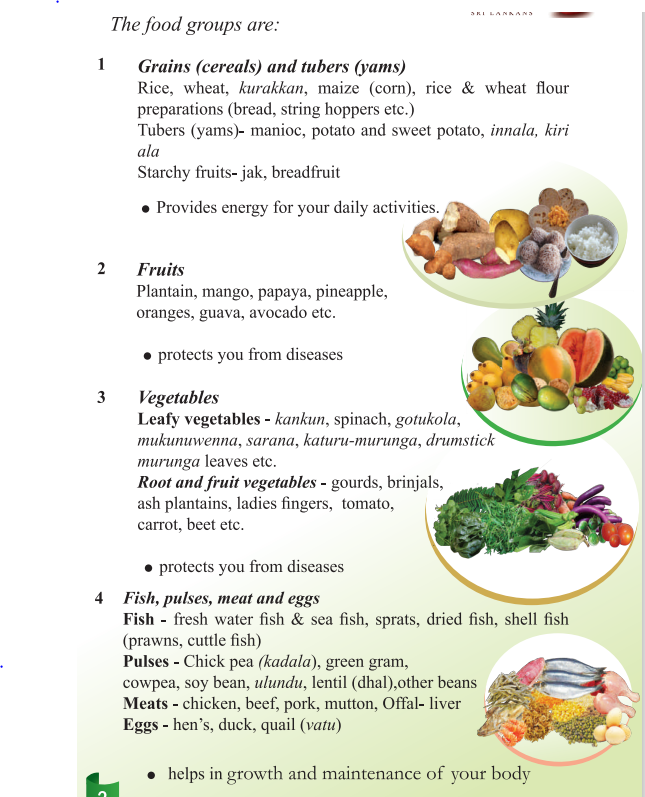 SRI LANKANS
The food groups are:
1 Grains (cereals) and tubers (yams)
Rice, wheat, kurakkan, maize (corn), rice & wheat flour
preparations (bread, string hoppers etc.)
Tubers (yams)- manioc, potato and sweet potato, innala, kiri
ala
Starchy fruits- jak, breadfruit
● Provides energy for your daily activities.
2 Fruits
Plantain, mango, papaya, pineapple,
oranges, guava, avocado etc.
● protects you from diseases
3 Vegetables
Leafy vegetables - kankun, spinach, gotukola,
mukunuwenna, sarana, katuru-murunga, drumstick
murunga leaves etc.
Root and fruit vegetables - gourds, brinjals,
ash plantains, ladies fingers, tomato,
carrot, beet etc.
● protects you from diseases
4 Fish, pulses, meat and eggs
Fish - fresh water fish & sea fish, sprats, dried fish, shell fish
(prawns, cuttle fish)
Pulses - Chick pea (kadala), green gram,
cowpea, soy bean, ulundu, lentil (dhal),other beans
Meats - chicken, beef, pork, mutton, Offal- liver
Eggs - hen's, duck, quail (vatu)
● helps in growth and maintenance of your body